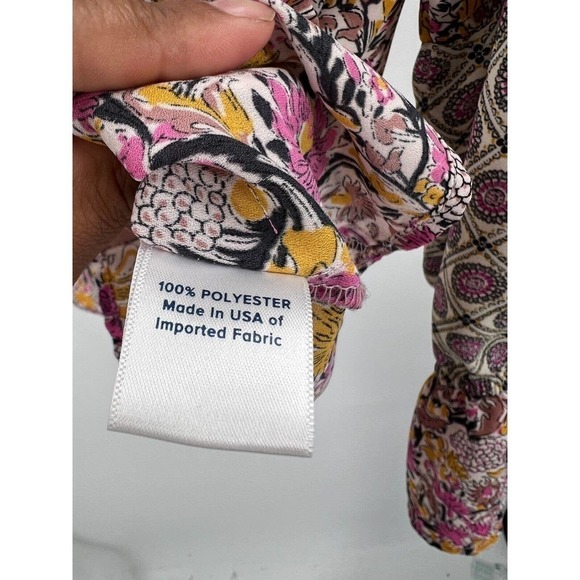 100% POLYESTER
Made In USA of
Imported Fabric